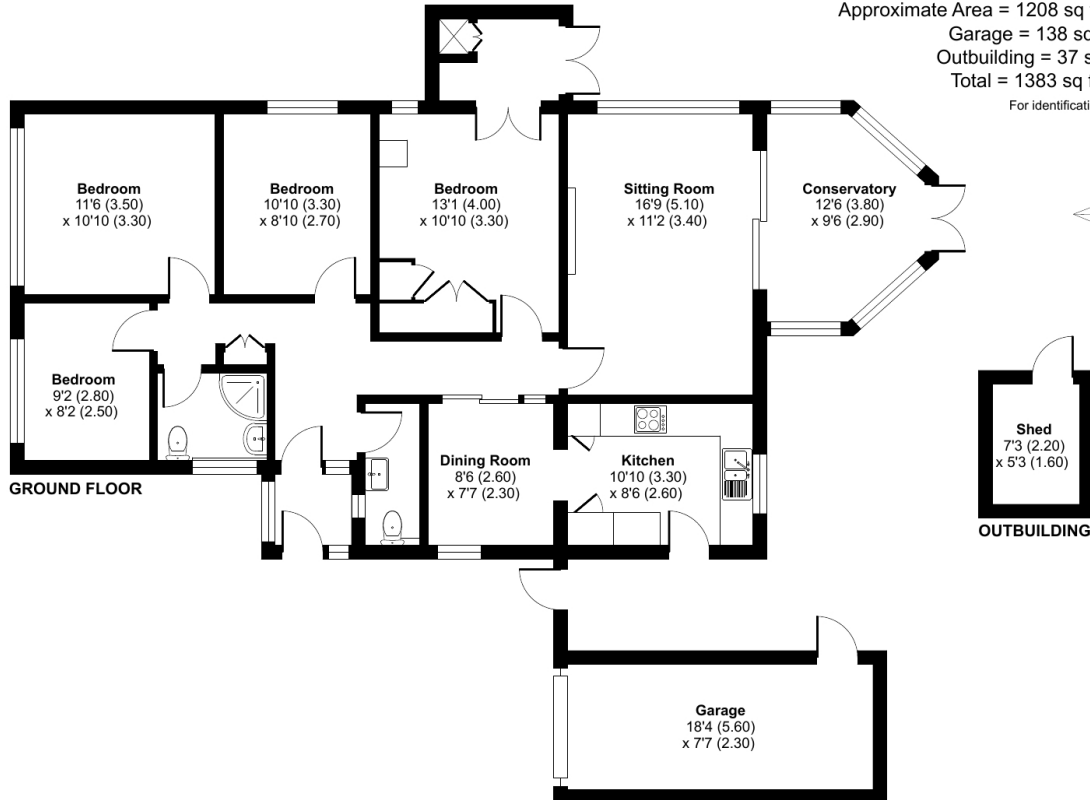 Approximate Area = 1208 sq
Garage = 138 sq
Outbuilding = 37 s
Total = 1383 sq f
For identificati
Bedroom
11'6 (3.50)
x 10'10 (3.30)
Bedroom
10'10 (3.30)
x 8'10 (2.70)
Bedroom
13'1 (4.00)
x 10'10 (3.30)
Sitting Room
16'9 (5.10)
x 11'2 (3.40)
Conservatory
12'6 (3.80)
x 9'6 (2.90)
Bedroom
9'2 (2.80)
x 8'2 (2.50)
Dining Room
8'6 (2.60)
x 7'7 (2.30)
Kitchen
10'10 (3.30)
x 8'6 (2.60)
Shed
7'3 (2.20)
x 5'3 (1.60)
GROUND FLOOR
OUTBUILDING
Garage
18'4 (5.60)
x 7'7 (2.30)